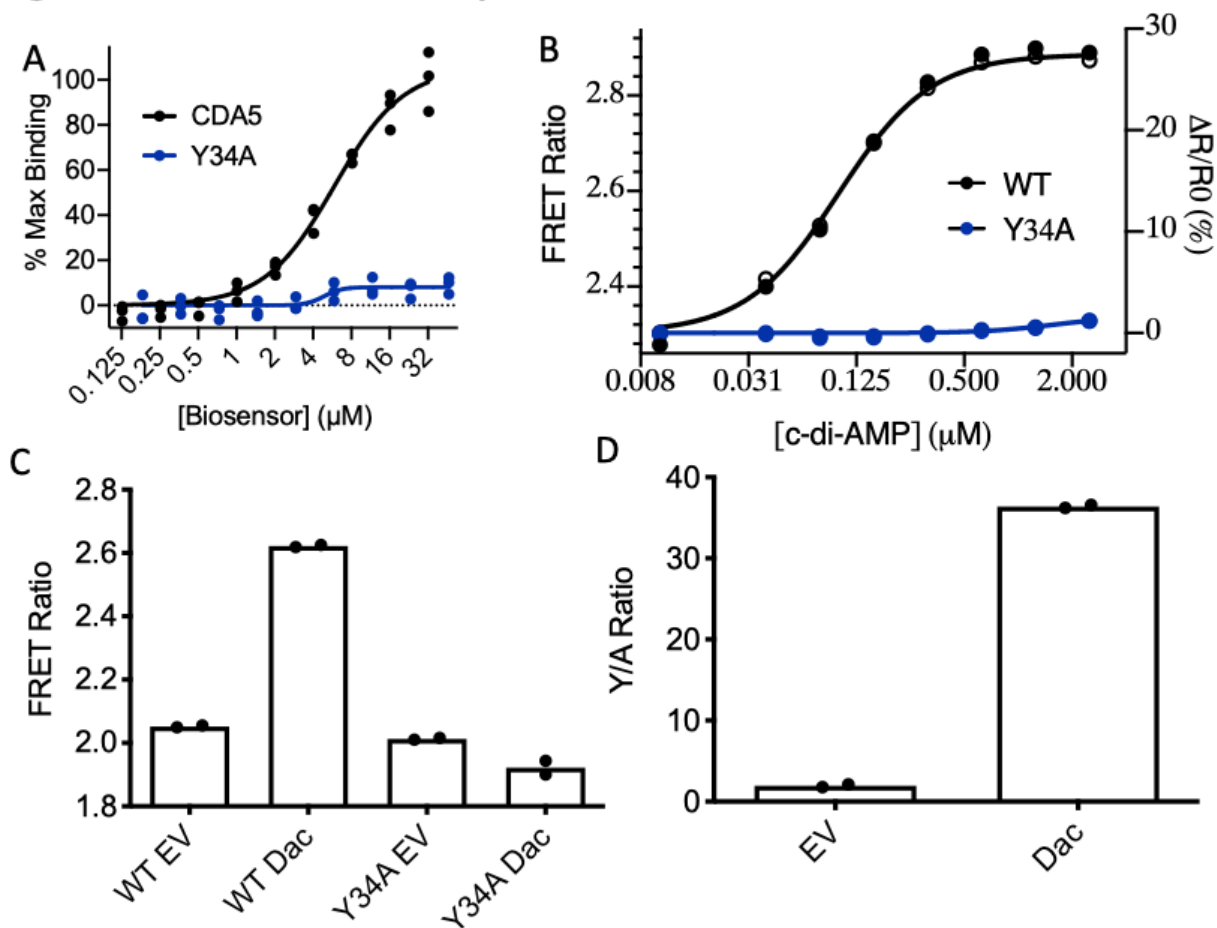 A
% Max Binding
100
80
60
40
20
0
CDA5
Y34A
0.125
0.25
0.5
1
2
4
8
16
32
[Biosensor] (µM)
B
FRET Ratio
2.8
2.6
2.4
WT
Y34A
30
20
10
0
ΔR/R0 (%)
0.008
0.031
0.125
0.500
2.000
[c-di-AMP] (µM)
C
FRET Ratio
2.8
2.6
2.4
2.2
2.0
1.8
WT EV
WT Dac
Y34A EV
Y34A Dac
D
Y/A Ratio
40
30
20
10
0
EV
Dac